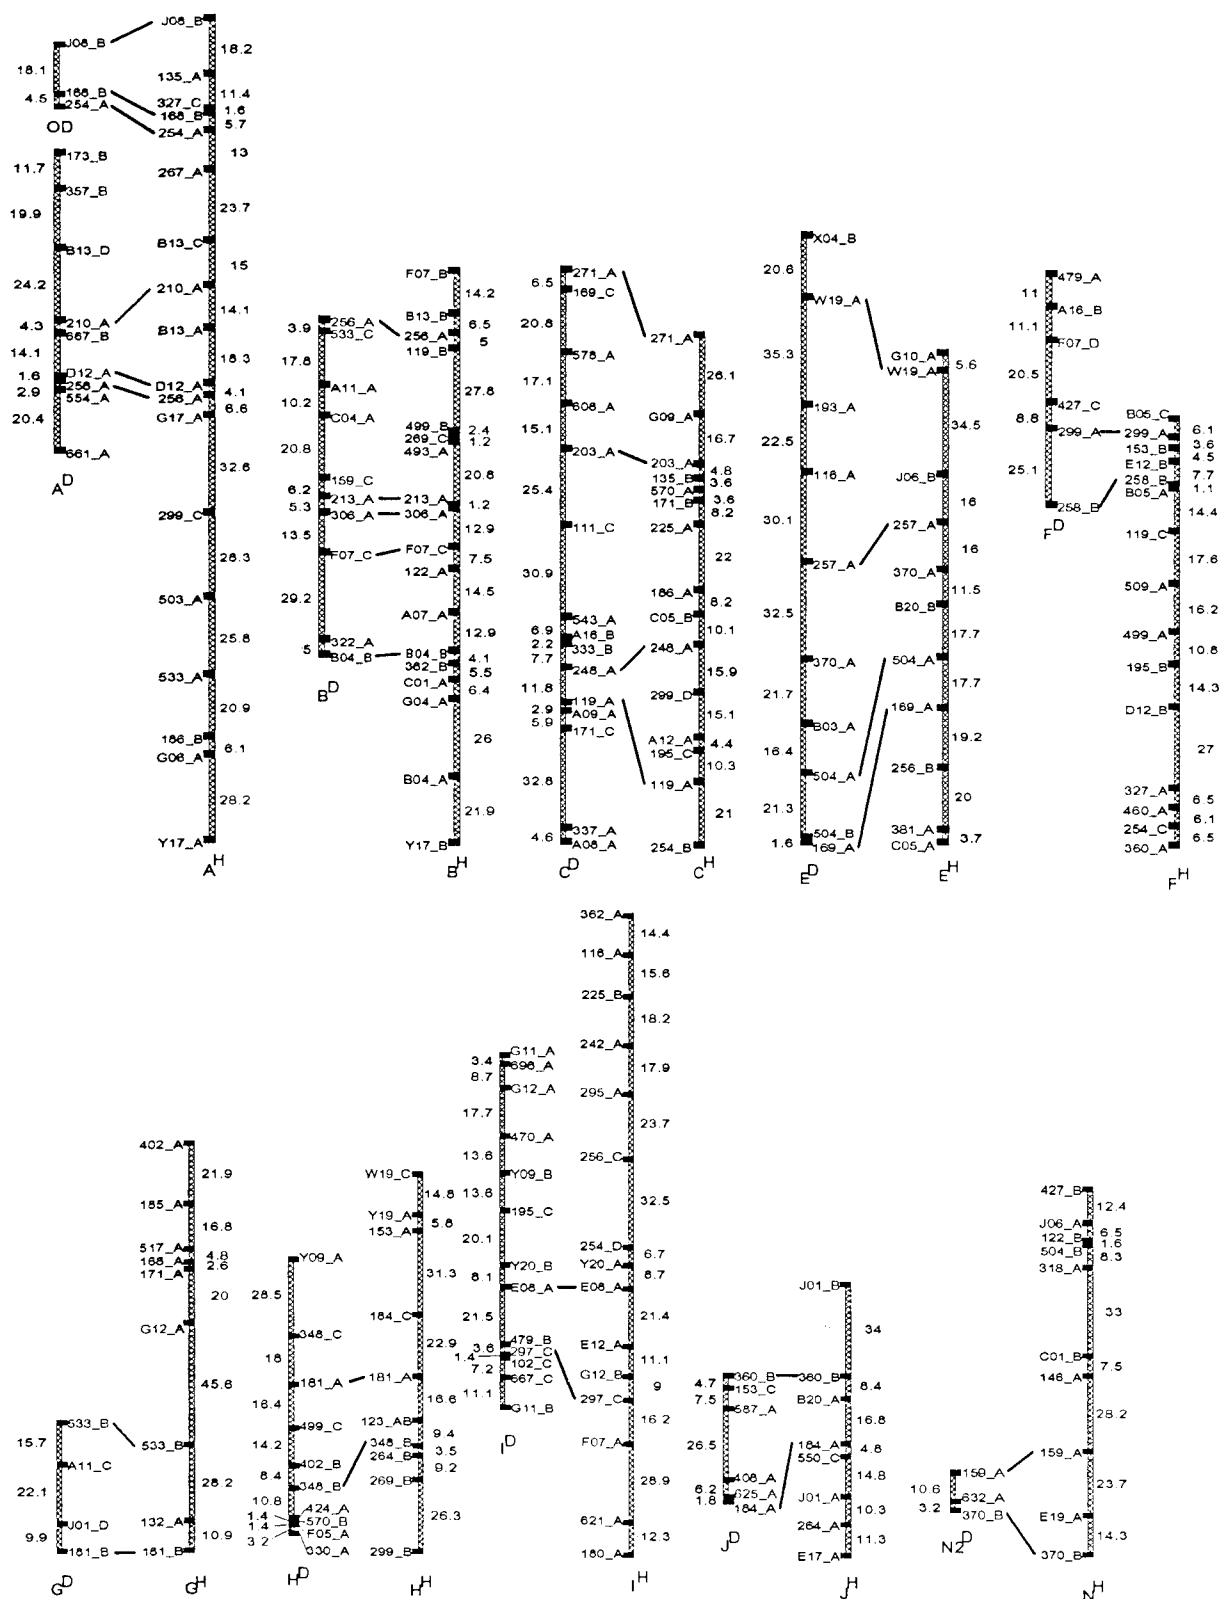 J08_B
18.1
168_B
4.5
254_A
OD
173_B
11.7
357_B
19.9
B13_D
24.2
210_A
4.3
667_B
14.1
D12_A
1.6
256_A
2.9
554_A
20.4
661_A
A D
J08_B
18.2
135_A
11.4
327_C
1.6
168_B
5.7
254_A
13
267_A
23.7
B13_C
15
210_A
14.1
B13_A
18.3
D12_A
4.1
256_A
6.6
G17_A
32.6
299_C
26.3
503_A
25.8
533_A
20.9
186_B
6.1
G06_A
28.2
Y17_A
A H
256_A
3.9
533_C
17.8
A11_A
10.2
C04_A
20.8
159_C
6.2
213_A
5.3
306_A
13.5
F07_C
29.2
322_A
5
B04_B
B D
F07_B
14.2
B13_B
6.5
256_A
5
119_B
27.8
499_B
2.4
269_C
1.2
493_A
20.8
213_A
1.2
306_A
12.9
F07_C
7.5
122_A
14.5
A07_A
12.9
B04_B
4.1
362_B
5.5
C01_A
6.4
G04_A
26
B04_A
21.9
Y17_B
B H
271_A
6.5
169_C
20.8
578_A
17.1
608_A
15.1
203_A
25.4
111_C
30.9
543_A
6.9
A16_B
2.2
333_B
7.7
248_A
11.8
119_A
2.9
A09_A
5.9
171_C
32.8
337_A
4.6
A08_A
C D
271_A
26.1
G09_A
16.7
203_A
4.8
135_B
3.6
570_A
3.6
171_B
8.2
225_A
22
186_A
8.2
C05_B
10.1
248_A
15.9
299_D
15.1
A12_A
4.4
195_C
10.3
119_A
21
254_B
C H
X04_B
20.6
W19_A
35.3
193_A
22.5
116_A
30.1
257_A
32.5
370_A
21.7
B03_A
16.4
504_A
21.3
504_B
1.6
169_A
E D
G10_A
5.6
W19_A
34.5
J06_B
16
257_A
16
370_A
11.5
B20_B
17.7
504_A
17.7
169_A
19.2
256_B
20
381_A
3.7
C05_A
E H
479_A
11
A16_B
11.1
F07_D
20.5
427_C
8.8
299_A
25.1
258_B
F D
B05_C
6.1
299_A
3.6
153_B
4.5
E12_B
7.7
258_B
1.1
B05_A
14.4
119_C
17.6
509_A
16.2
499_A
10.8
195_B
14.3
D12_B
27
327_A
6.5
460_A
6.1
254_C
6.5
360_A
F H
533_B
15.7
A11_C
22.1
J01_D
9.9
181_B
G D
402_A
21.9
185_A
16.8
517_A
4.8
168_A
2.6
171_A
20
G12_A
45.6
533_B
28.2
132_A
10.9
181_B
G H
Y09_A
28.5
348_C
18
181_A
16.4
499_C
14.2
402_B
8.4
348_B
10.8
424_A
1.4
570_B
1.4
F05_A
3.2
330_A
H D
W19_C
14.8
Y19_A
5.8
153_A
31.3
184_C
22.9
181_A
16.6
123_AB
9.4
348_B
3.5
264_B
9.2
269_B
26.3
299_B
H H
G11_A
3.4
696_A
8.7
G12_A
17.7
470_A
13.6
Y09_B
13.6
195_C
20.1
Y20_B
8.1
E08_A
21.5
479_B
3.6
297_C
1.4
102_C
7.2
667_C
11.1
G11_B
I D
362_A
14.4
116_A
15.6
225_B
18.2
242_A
17.9
295_A
23.7
256_C
32.5
254_D
6.7
Y20_A
8.7
E08_A
21.4
E12_A
11.1
G12_B
9
297_C
16.2
F07_A
28.9
621_A
12.3
180_A
I H
360_B
4.7
153_C
7.5
587_A
26.5
408_A
6.2
625_A
1.8
184_A
J D
J01_B
34
360_B
8.4
B20_A
16.8
184_A
4.8
550_C
14.8
J01_A
10.3
264_A
11.3
E17_A
J H
159_A
10.6
632_A
3.2
370_B
N2 D
427_B
12.4
J06_A
6.5
122_B
1.6
504_B
8.3
318_A
33
C01_B
7.5
146_A
28.2
159_A
23.7
E19_A
14.3
370_B
N H